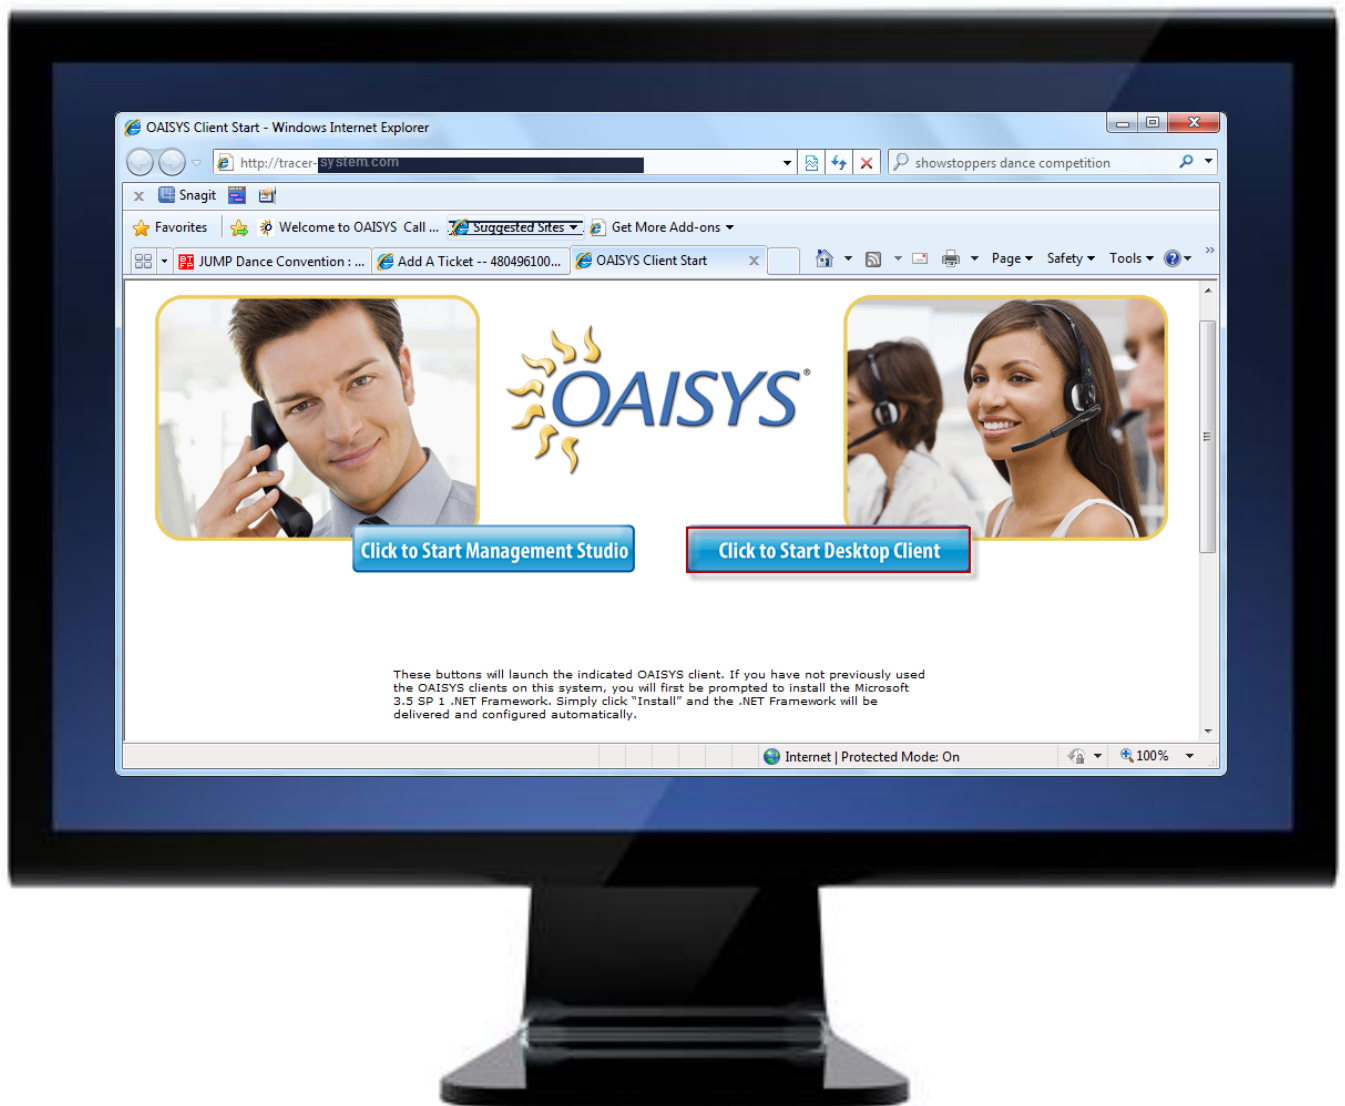 OAISYS Client Start - Windows Internet Explorer
http://tracer-system.com
showstoppers dance competition
x Snagit
Favorites Welcome to OAISYS Call ... Suggested Sites Get More Add-ons
JUMP Dance Convention : ... Add A Ticket -- 480496100... OAISYS Client Start x Page Safety Tools
OAISYS®
Click to Start Management Studio
Click to Start Desktop Client
These buttons will launch the indicated OAISYS client. If you have not previously used
the OAISYS clients on this system, you will first be prompted to install the Microsoft
3.5 SP 1 .NET Framework. Simply click “Install” and the .NET Framework will be
delivered and configured automatically.
Internet | Protected Mode: On 100%